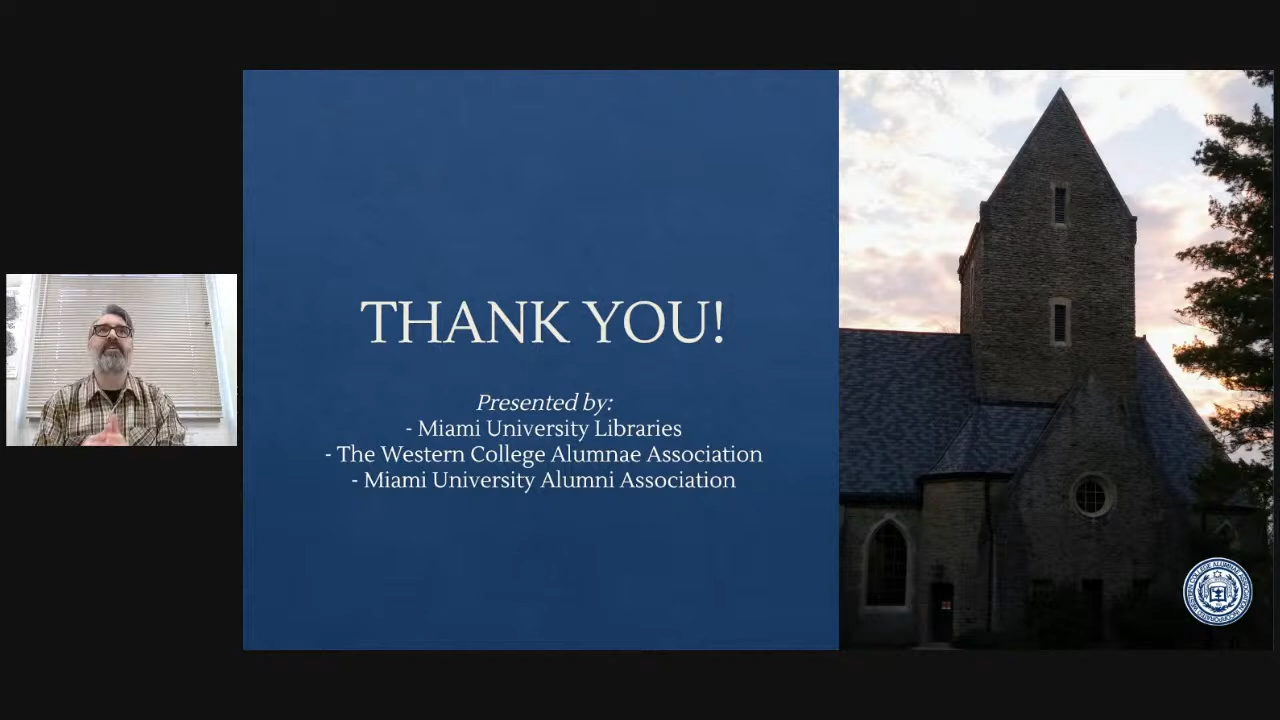 THANK YOU!
Presented by:
- Miami University Libraries
- The Western College Alumnae Association
- Miami University Alumni Association